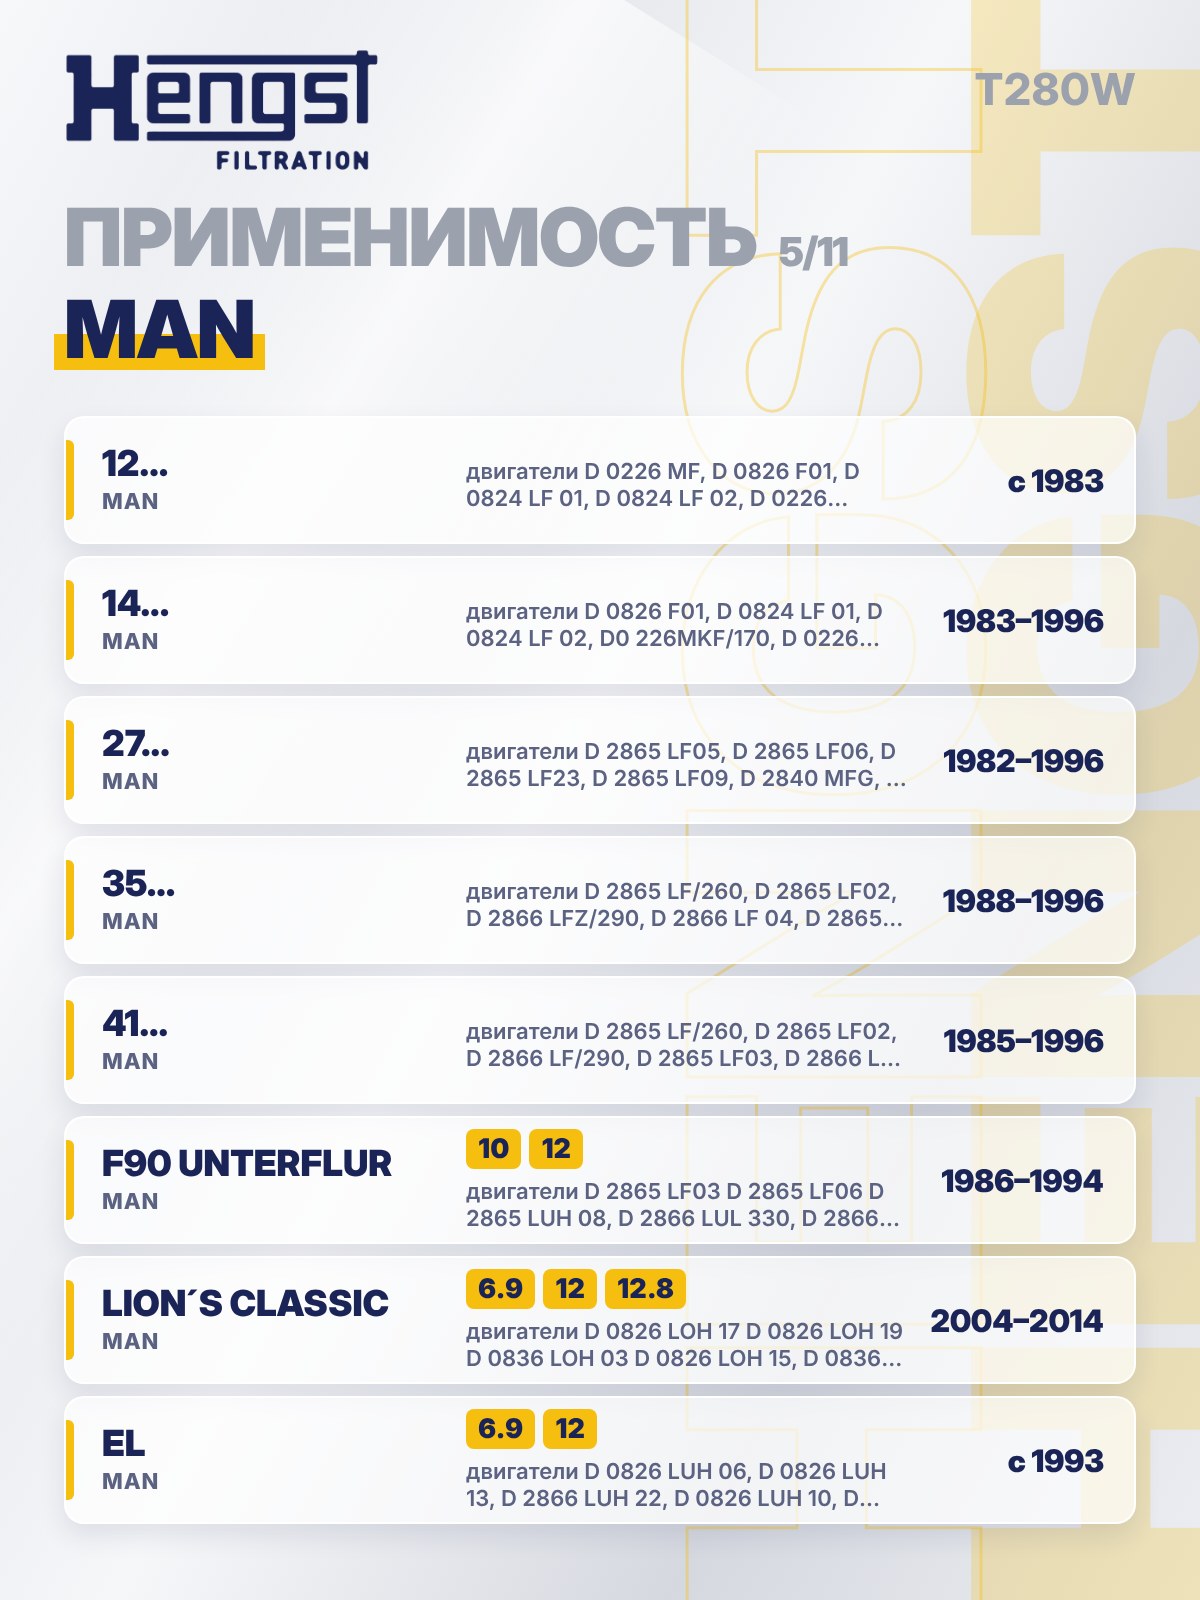 Hengst
FILTRATION
T280W
ПРИМЕНИМОСТЬ 5/11
MAN
12...
MAN
двигатели D 0226 MF, D 0826 F01, D
0824 LF 01, D 0824 LF 02, D 0226...
с 1983
14...
MAN
двигатели D 0826 F01, D 0824 LF 01, D
0824 LF 02, D0 226MKF/170, D 0226...
1983–1996
27...
MAN
двигатели D 2865 LF05, D 2865 LF06, D
2865 LF23, D 2865 LF09, D 2840 MFG, ...
1982–1996
35...
MAN
двигатели D 2865 LF/260, D 2865 LF02,
D 2866 LFZ/290, D 2866 LF 04, D 2865...
1988–1996
41...
MAN
двигатели D 2865 LF/260, D 2865 LF02,
D 2866 LF/290, D 2865 LF03, D 2866 L...
1985–1996
F90 UNTERFLUR
MAN
10 12
двигатели D 2865 LF03 D 2865 LF06 D
2865 LUH 08, D 2866 LUL 330, D 2866...
1986–1994
LION´S CLASSIC
MAN
6.9 12 12.8
двигатели D 0826 LOH 17 D 0826 LOH 19
D 0836 LOH 03 D 0826 LOH 15, D 0836...
2004–2014
EL
MAN
6.9 12
двигатели D 0826 LUH 06, D 0826 LUH
13, D 2866 LUH 22, D 0826 LUH 10, D...
с 1993
HENGST